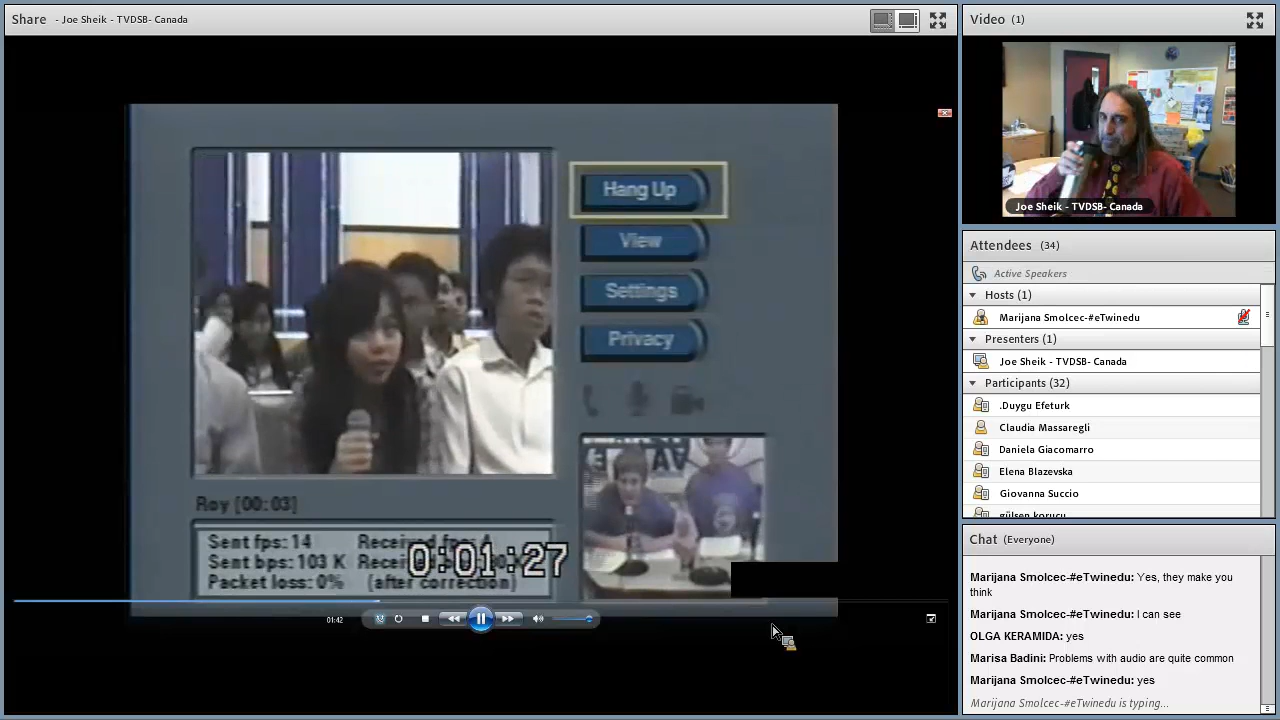 Share - Joe Sheik - TVDSB- Canada
Hang Up
View
Settings
Privacy
Roy [00:03]
Sent fps: 14
Sent bps: 103 K
Packet loss: 0% (after correction)
0:01:27
01:42
Video (1)
Joe Sheik - TVDSB- Canada
Attendees (34)
Active Speakers
Hosts (1)
Marijana Smolcec-#eTwinedu
Presenters (1)
Joe Sheik - TVDSB- Canada
Participants (32)
.Duygu Efeturk
Claudia Massaregli
Daniela Giacomarro
Elena Blazevska
Giovanna Succio
Chat (Everyone)
Marijana Smolcec-#eTwinedu: Yes, they make you
think
Marijana Smolcec-#eTwinedu: I can see
OLGA KERAMIDA: yes
Marisa Badini: Problems with audio are quite common
Marijana Smolcec-#eTwinedu: yes
Marijana Smolcec-#eTwinedu is typing...